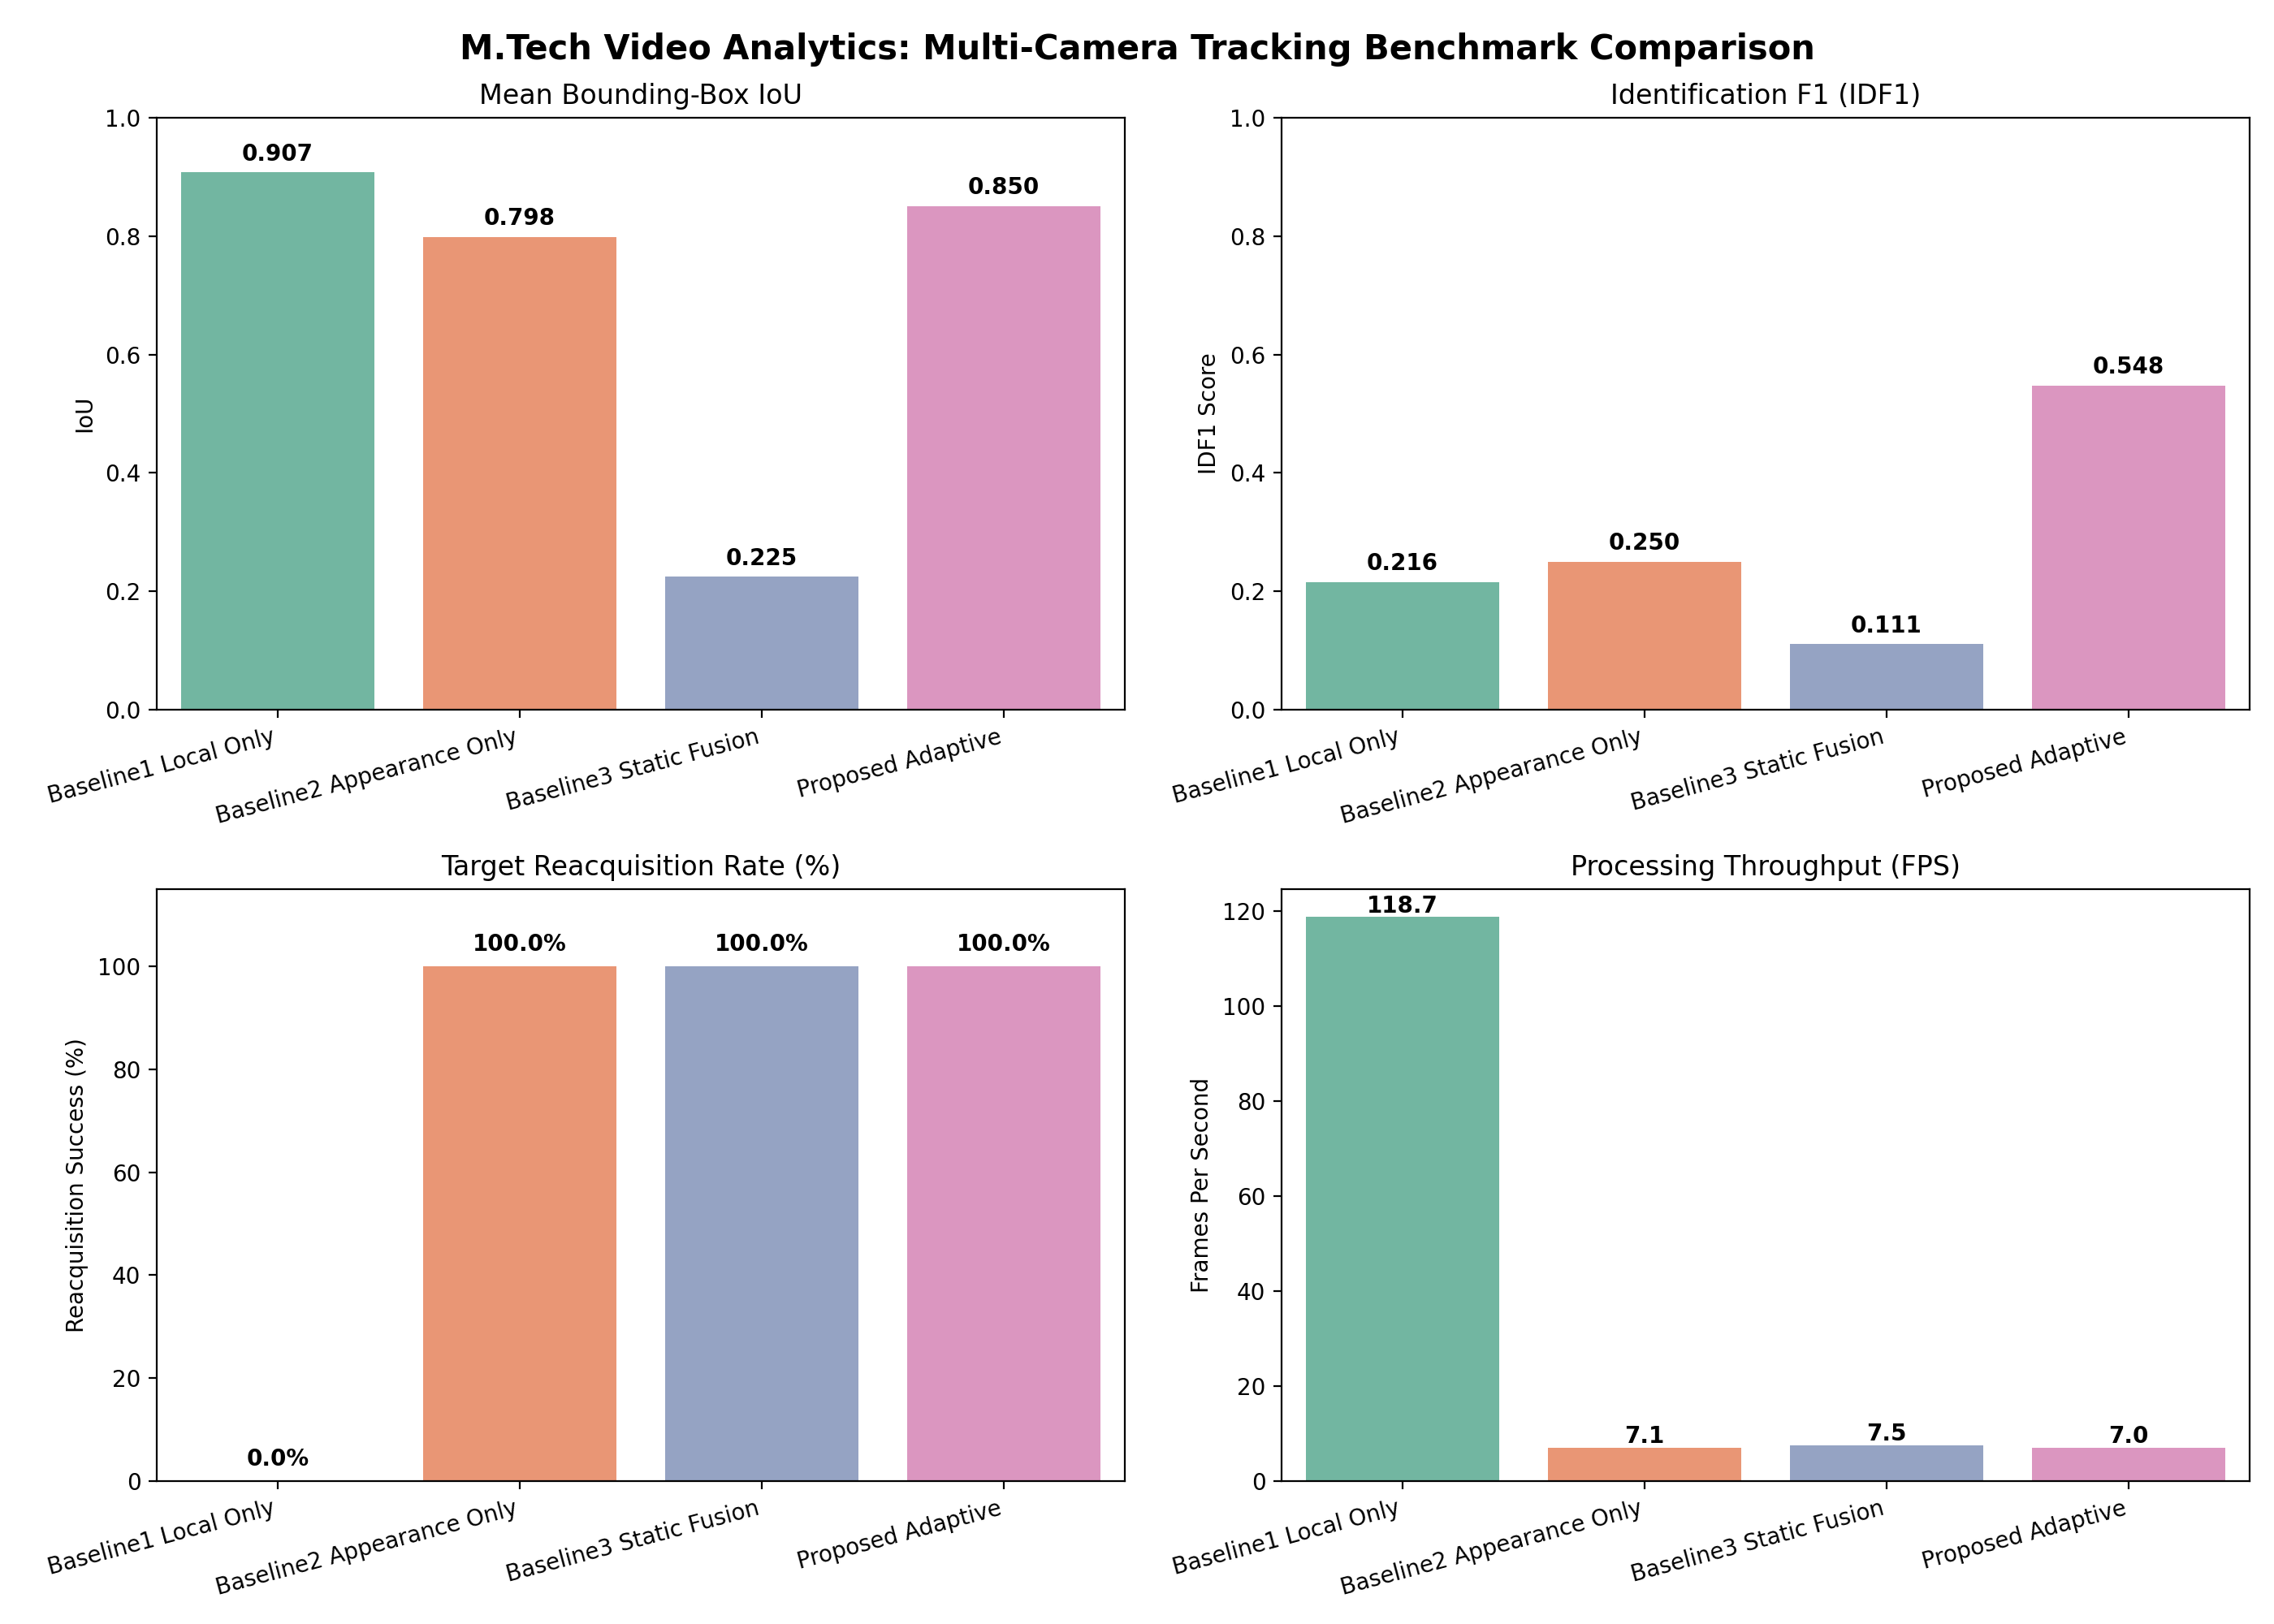 M.Tech Video Analytics: Multi-Camera Tracking Benchmark Comparison
Mean Bounding-Box IoU
IoU
1.0
0.8
0.6
0.4
0.2
0.0
0.907
0.798
0.225
0.850
Baseline1 Local Only
Baseline2 Appearance Only
Baseline3 Static Fusion
Proposed Adaptive
Identification F1 (IDF1)
IDF1 Score
1.0
0.8
0.6
0.4
0.2
0.0
0.216
0.250
0.111
0.548
Baseline1 Local Only
Baseline2 Appearance Only
Baseline3 Static Fusion
Proposed Adaptive
Target Reacquisition Rate (%)
Reacquisition Success (%)
100
80
60
40
20
0
0.0%
100.0%
100.0%
100.0%
Baseline1 Local Only
Baseline2 Appearance Only
Baseline3 Static Fusion
Proposed Adaptive
Processing Throughput (FPS)
Frames Per Second
120
100
80
60
40
20
0
118.7
7.1
7.5
7.0
Baseline1 Local Only
Baseline2 Appearance Only
Baseline3 Static Fusion
Proposed Adaptive